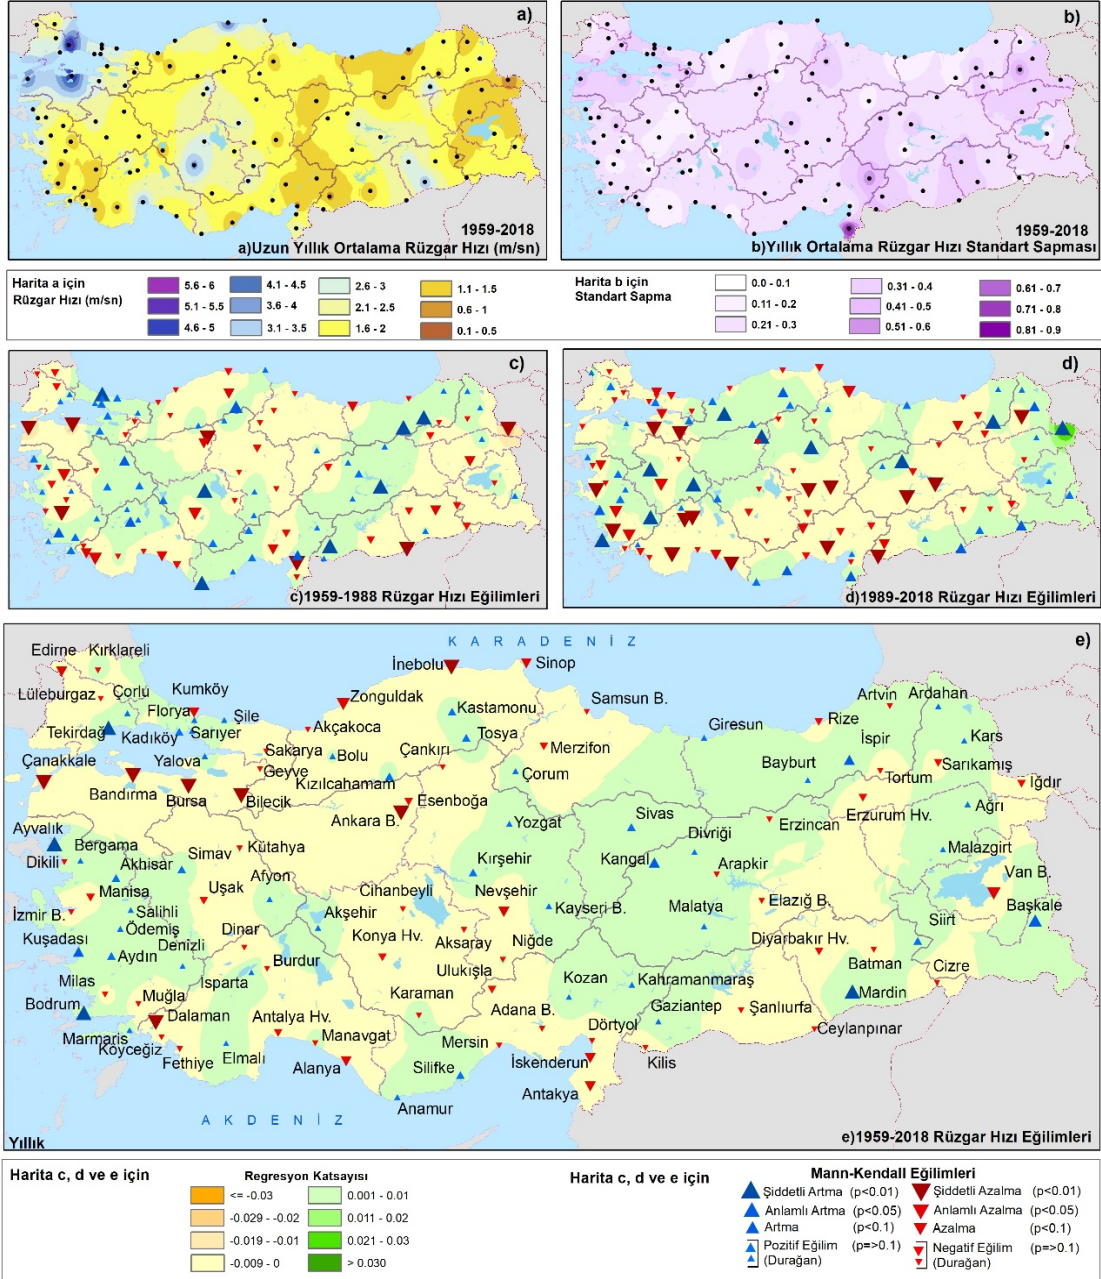 a)
1959-2018
a)Uzun Yıllık Ortalama Rüzgar Hızı (m/sn)
b)
1959-2018
b)Yıllık Ortalama Rüzgar Hızı Standart Sapması
Harita a için
Rüzgar Hızı (m/sn)
5.6 - 6
5.1 - 5.5
4.6 - 5
4.1 - 4.5
3.6 - 4
3.1 - 3.5
2.6 - 3
2.1 - 2.5
1.6 - 2
1.1 - 1.5
0.6 - 1
0.1 - 0.5
Harita b için
Standart Sapma
0.0 - 0.1
0.11 - 0.2
0.21 - 0.3
0.31 - 0.4
0.41 - 0.5
0.51 - 0.6
0.61 - 0.7
0.71 - 0.8
0.81 - 0.9
c)
c)1959-1988 Rüzgar Hızı Eğilimleri
d)
d)1989-2018 Rüzgar Hızı Eğilimleri
e)
K A R A D E N İ Z
Edirne Kırklareli
İnebolu
Sinop
Lüleburgaz
Çorlu
Kumköy
Zonguldak
Samsun B.
Artvin
Ardahan
Florya
Şile
Kastamonu
Tekirdağ
Kadıköy
Sarıyer
Akçakoca
Tosya
Giresun
Rize
Kars
Çanakkale
Yalova
Sakarya
Bolu
Çankırı
Merzifon
İspir
Geyve
Bayburt
Tortum
Sarıkamış
Bandırma
Bursa
Bilecik
Kızılcahamam
Çorum
Iğdır
Esenboğa
Ankara B.
Yozgat
Sivas
Erzincan
Erzurum Hv.
Ağrı
Ayvalık
Bergama
Divriği
Malazgirt
Dikili
Akhisar
Simav
Kütahya
Kırşehir
Kangal
Arapkir
Van B.
Manisa
Uşak
Afyon
Cihanbeyli
Nevşehir
Elazığ B.
İzmir B.
Salihli
Akşehir
Kayseri B.
Malatya
Başkale
Ödemiş
Siirt
Kuşadası
Denizli
Dinar
Konya Hv.
Aksaray
Niğde
Diyarbakır Hv.
Aydın
Burdur
Ulukışla
Batman
Cizre
Milas
Isparta
Kozan
Kahramanmaraş
Bodrum
Muğla
Karaman
Mardin
Dalaman
Antalya Hv.
Adana B.
Gaziantep
Şanlıurfa
Marmaris
Manavgat
Mersin
Dörtyol
Ceylanpınar
Köyceğiz
Fethiye
Elmalı
Alanya
Silifke
İskenderun
Kilis
Antakya
Anamur
A K D E N İ Z
Yıllık
e)1959-2018 Rüzgar Hızı Eğilimleri
Harita c, d ve e için
Regresyon Katsayısı
<= -0.03
-0.029 - -0.02
-0.019 - -0.01
-0.009 - 0
0.001 - 0.01
0.011 - 0.02
0.021 - 0.03
> 0.030
Harita c, d ve e için
Mann-Kendall Eğilimleri
Şiddetli Artma (p<0.01)
Anlamlı Artma (p<0.05)
Artma (p<0.1)
Pozitif Eğilim (p=>0.1)
(Durağan)
Şiddetli Azalma (p<0.01)
Anlamlı Azalma (p<0.05)
Azalma (p<0.1)
Negatif Eğilim (p=>0.1)
(Durağan)